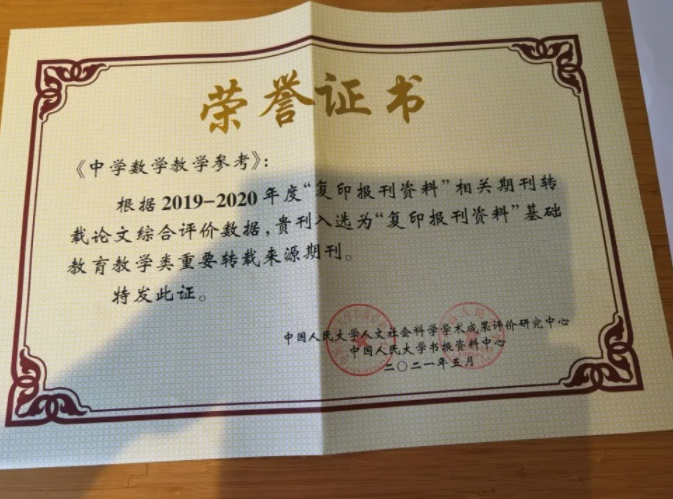 荣誉证书
《中学数学教学参考》：
根据2019-2020年度“复印报刊资料”相关期刊转
载论文综合评价数据，贵刊入选为“复印报刊资料”基础
教育教学类重要转载来源期刊。
特发此证。
中国人民大学人文社会科学学术成果评价研究中心
中国人民大学书报资料中心
二〇二一年五月